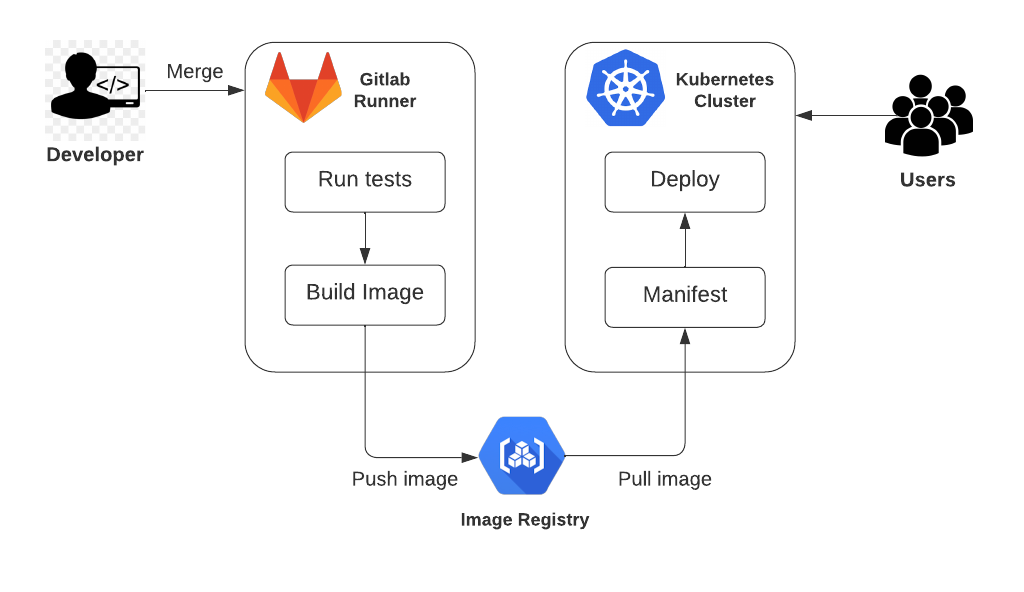 Merge
</>
Developer
Gitlab
Runner
Run tests
Build Image
Push image
Image Registry
Pull image
Kubernetes
Cluster
Deploy
Manifest
Users